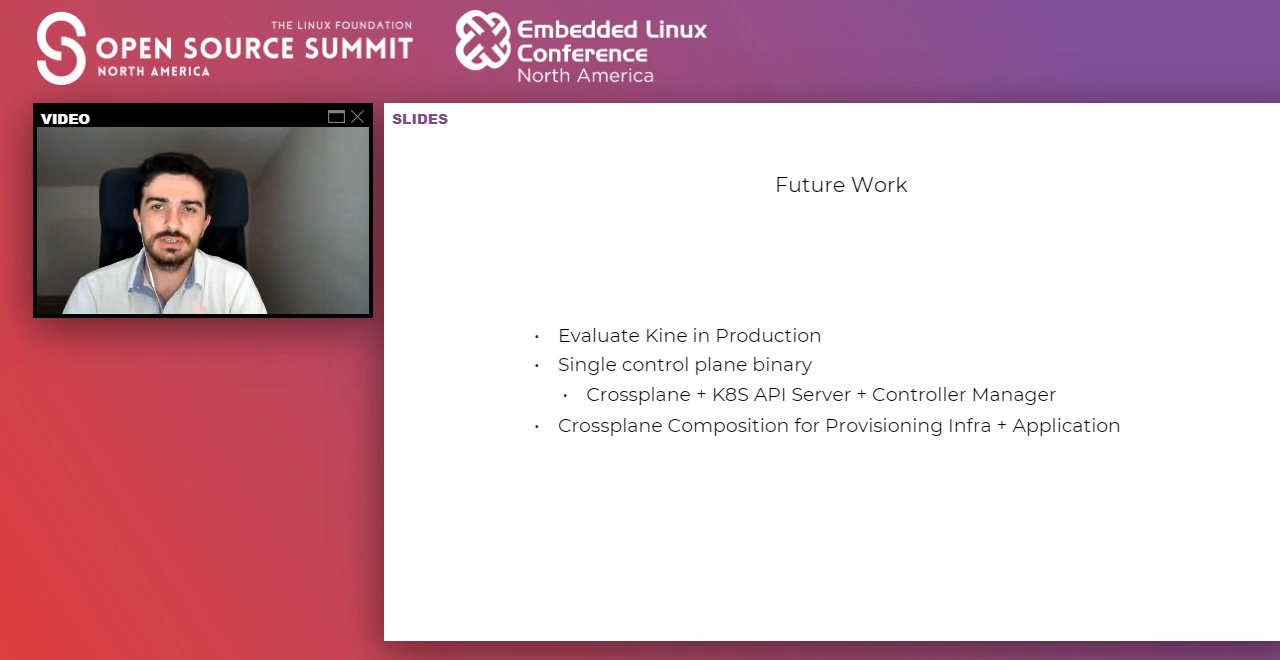 THE LINUX FOUNDATION
OPEN SOURCE SUMMIT
NORTH AMERICA
Embedded Linux
Conference
North America
VIDEO
SLIDES
Future Work
• Evaluate Kine in Production
• Single control plane binary
• Crossplane + K8S API Server + Controller Manager
• Crossplane Composition for Provisioning Infra + Application